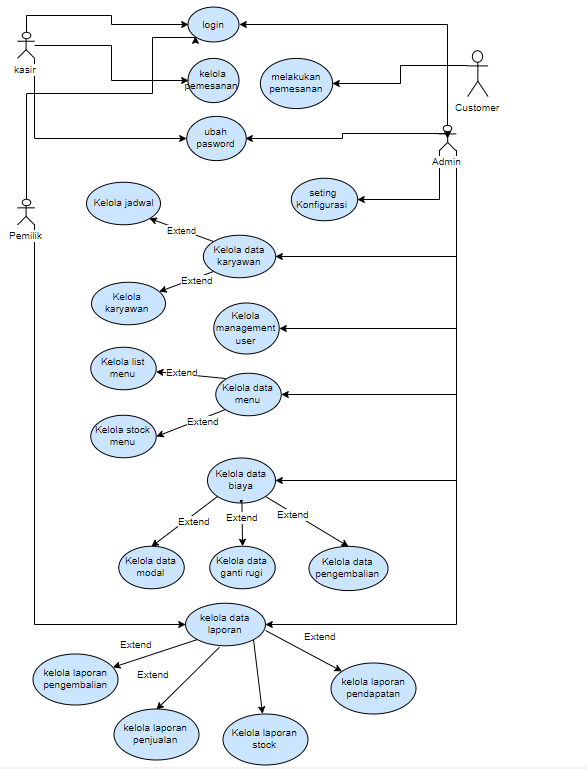 login
kasir
kelola
pemesanan
melakukan
pemesanan
Customer
ubah
pasword
Admin
seting
Konfigurasi
Kelola jadwal
Pemilik
Extend
Kelola data
karyawan
Extend
Kelola
karyawan
Kelola
management
user
Kelola list
menu
Extend
Kelola data
menu
Extend
Kelola stock
menu
Kelola data
biaya
Extend
Extend
Extend
Kelola data
modal
Kelola data
ganti rugi
Kelola data
pengembalian
kelola data
laporan
Extend
Extend
Extend
kelola laporan
pengembalian
kelola laporan
pendapatan
kelola laporan
penjualan
Kelola laporan
stock